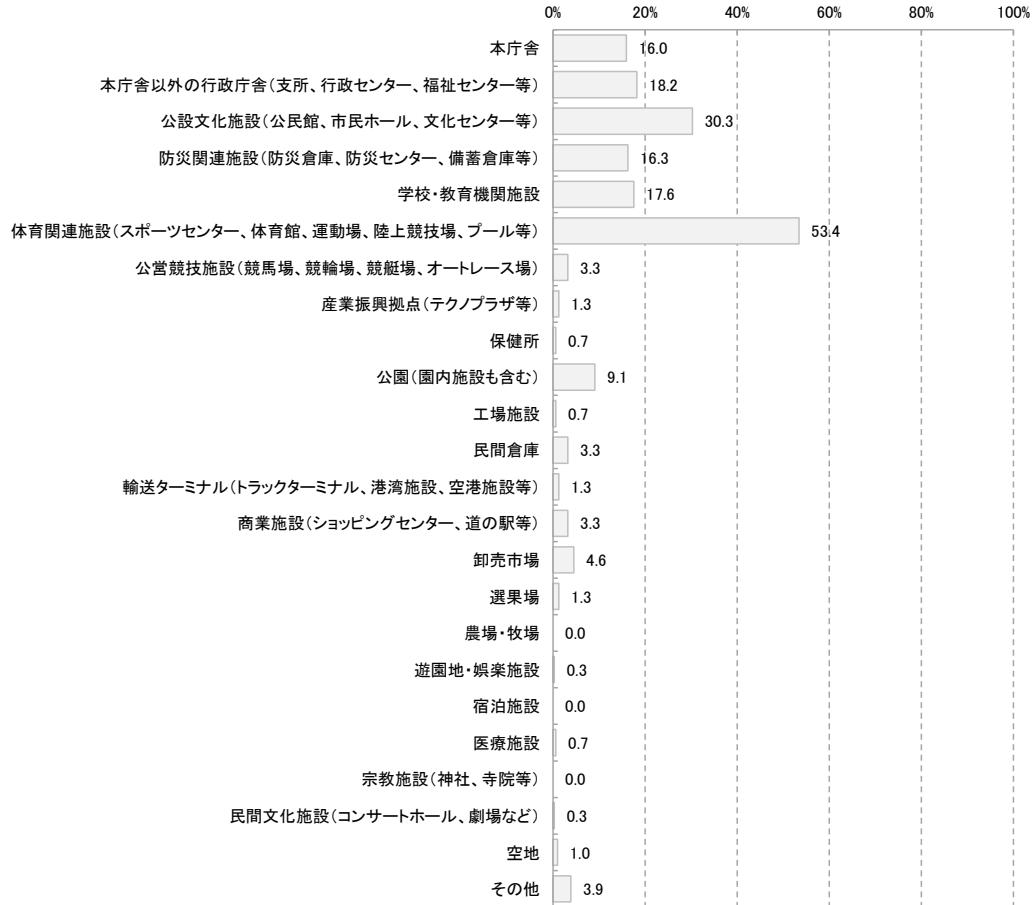 0% 20% 40% 60% 80% 100%
本庁舎 16.0
本庁舎以外の行政庁舎(支所、行政センター、福祉センター等) 18.2
公設文化施設(公民館、市民ホール、文化センター等) 30.3
防災関連施設(防災倉庫、防災センター、備蓄倉庫等) 16.3
学校・教育機関施設 17.6
体育関連施設(スポーツセンター、体育館、運動場、陸上競技場、プール等) 53.4
公営競技施設(競馬場、競輪場、競艇場、オートレース場) 3.3
産業振興拠点(テクノプラザ等) 1.3
保健所 0.7
公園(園内施設も含む) 9.1
工場施設 0.7
民間倉庫 3.3
輸送ターミナル(トラックターミナル、港湾施設、空港施設等) 1.3
商業施設(ショッピングセンター、道の駅等) 3.3
卸売市場 4.6
選果場 1.3
農場・牧場 0.0
遊園地・娯楽施設 0.3
宿泊施設 0.0
医療施設 0.7
宗教施設(神社、寺院等) 0.0
民間文化施設(コンサートホール、劇場など) 0.3
空地 1.0
その他 3.9